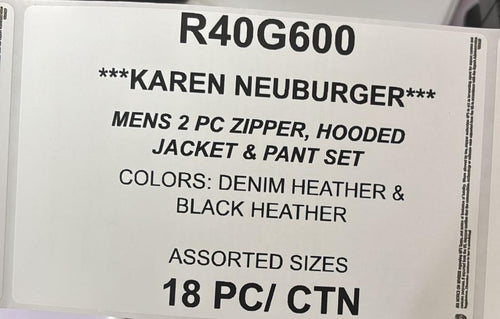 R40G600
***KAREN NEUBURGER***
MENS 2 PC ZIPPER, HOODED
JACKET & PANT SET
COLORS: DENIM HEATHER &
BLACK HEATHER
ASSORTED SIZES
18 PC/ CTN